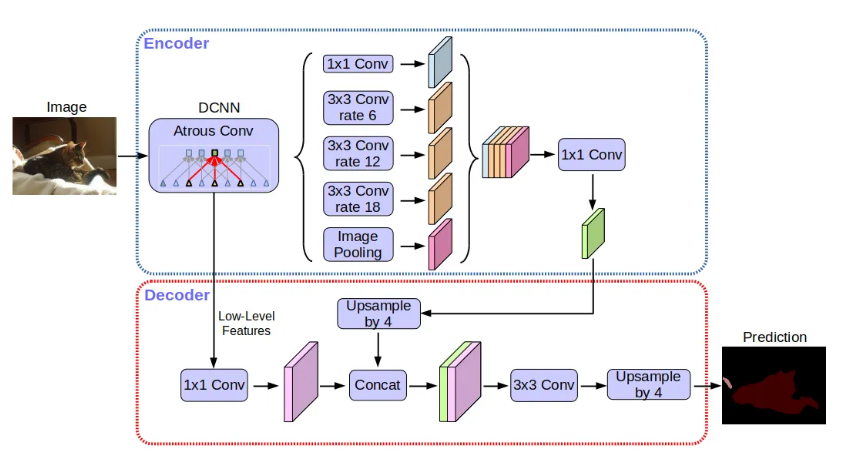 Encoder
Image
DCNN
Atrous Conv
1x1 Conv
3x3 Conv
rate 6
3x3 Conv
rate 12
3x3 Conv
rate 18
Image
Pooling
1x1 Conv
Decoder
Low-Level
Features
Upsample
by 4
1x1 Conv
Concat
3x3 Conv
Upsample
by 4
Prediction